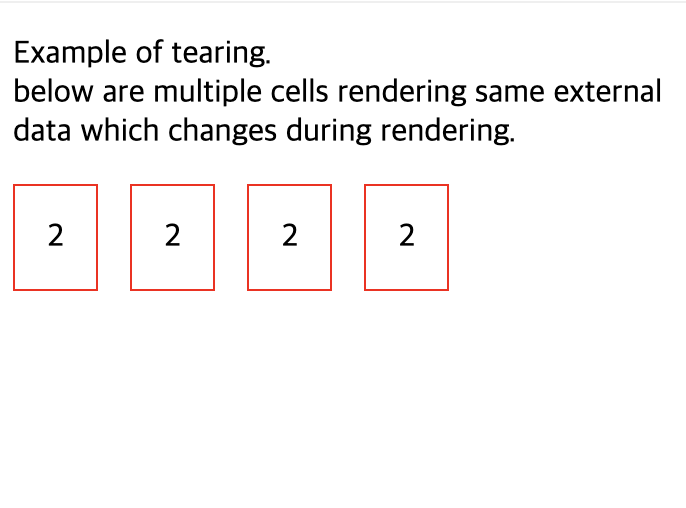 Example of tearing.
below are multiple cells rendering same external
data which changes during rendering.
2 2 2 2